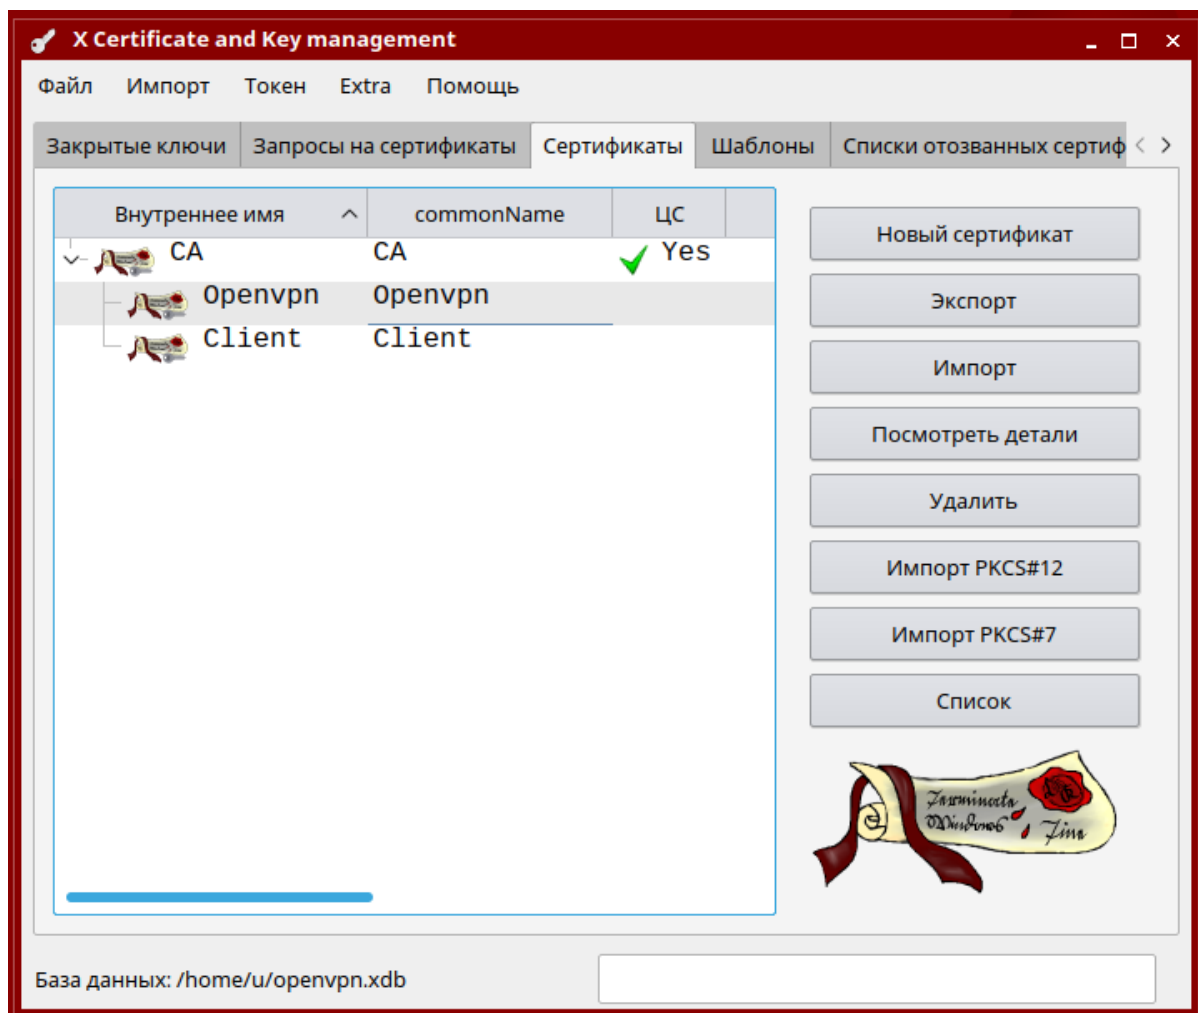 X Certificate and Key management
Файл Импорт Токен Extra Помощь
Закрытые ключи Запросы на сертификаты Сертификаты Шаблоны Списки отозванных сертиф
Внутреннее имя commonName ЦС
CA CA Yes
Openvpn Openvpn
Client Client
Новый сертификат
Экспорт
Импорт
Посмотреть детали
Удалить
Импорт PKCS#12
Импорт PKCS#7
Список
База данных: /home/u/openvpn.xdb